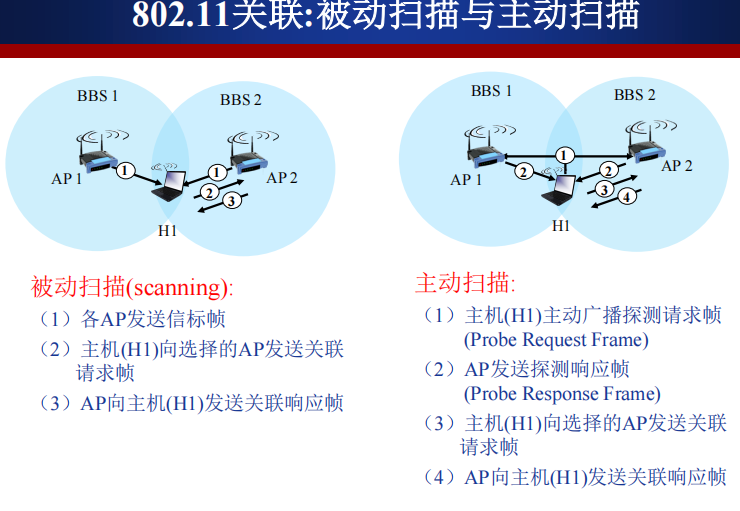 802.11关联:被动扫描与主动扫描
BBS 1
BBS 2
AP 1
1
1
2
3
AP 2
H1
BBS 1
BBS 2
AP 1
1
2
2
3
4
AP 2
H1
被动扫描(scanning):
（1）各AP发送信标帧
（2）主机(H1)向选择的AP发送关联
请求帧
（3）AP向主机(H1)发送关联响应帧
主动扫描:
（1）主机(H1)主动广播探测请求帧
(Probe Request Frame)
（2）AP发送探测响应帧
(Probe Response Frame)
（3）主机(H1)向选择的AP发送关联
请求帧
（4）AP向主机(H1)发送关联响应帧